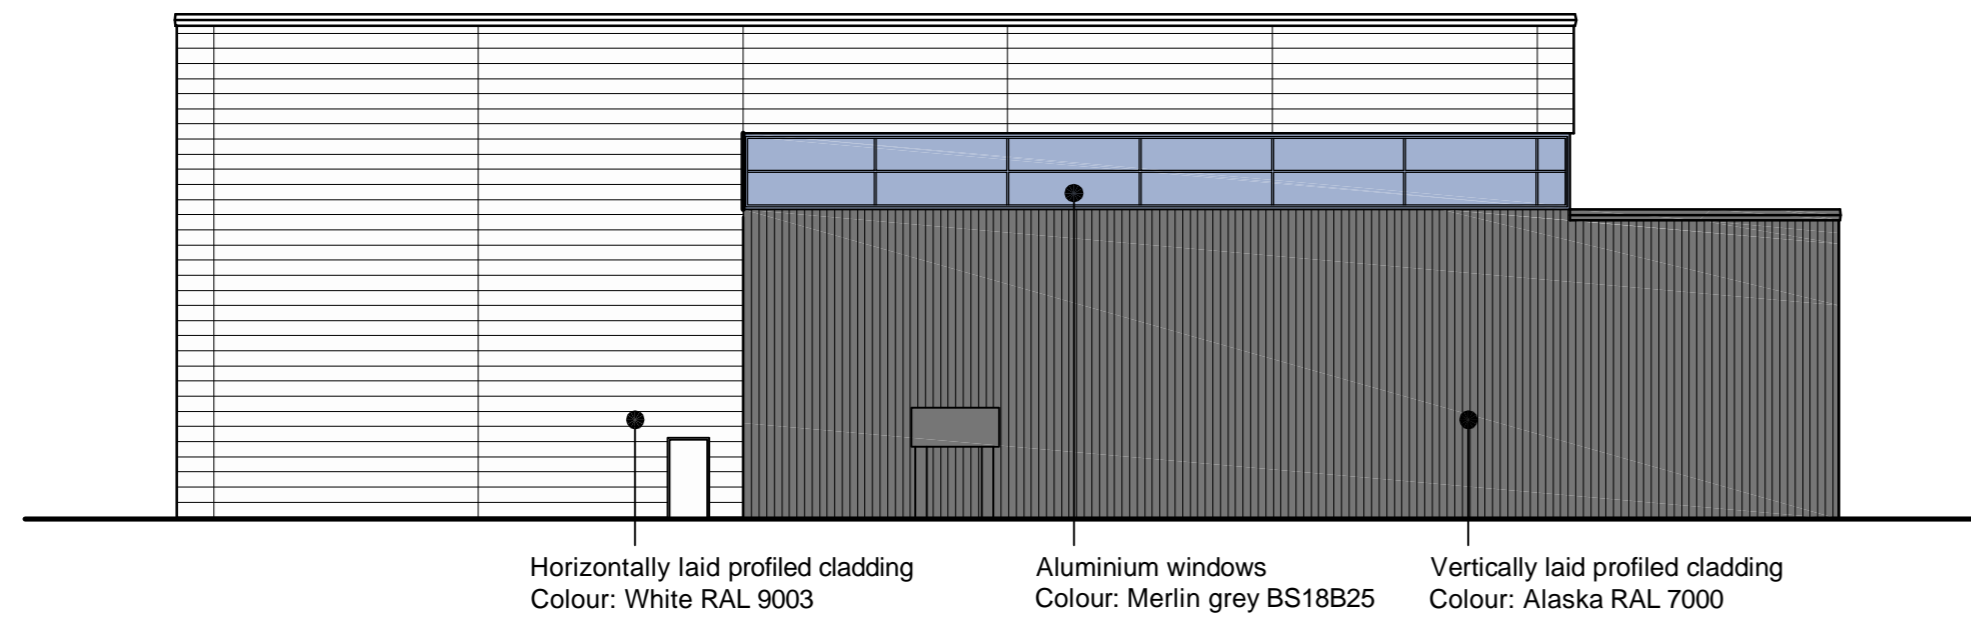 Horizontally laid profiled cladding
Colour: White RAL 9003
Aluminium windows
Colour: Merlin grey BS18B25
Vertically laid profiled cladding
Colour: Alaska RAL 7000